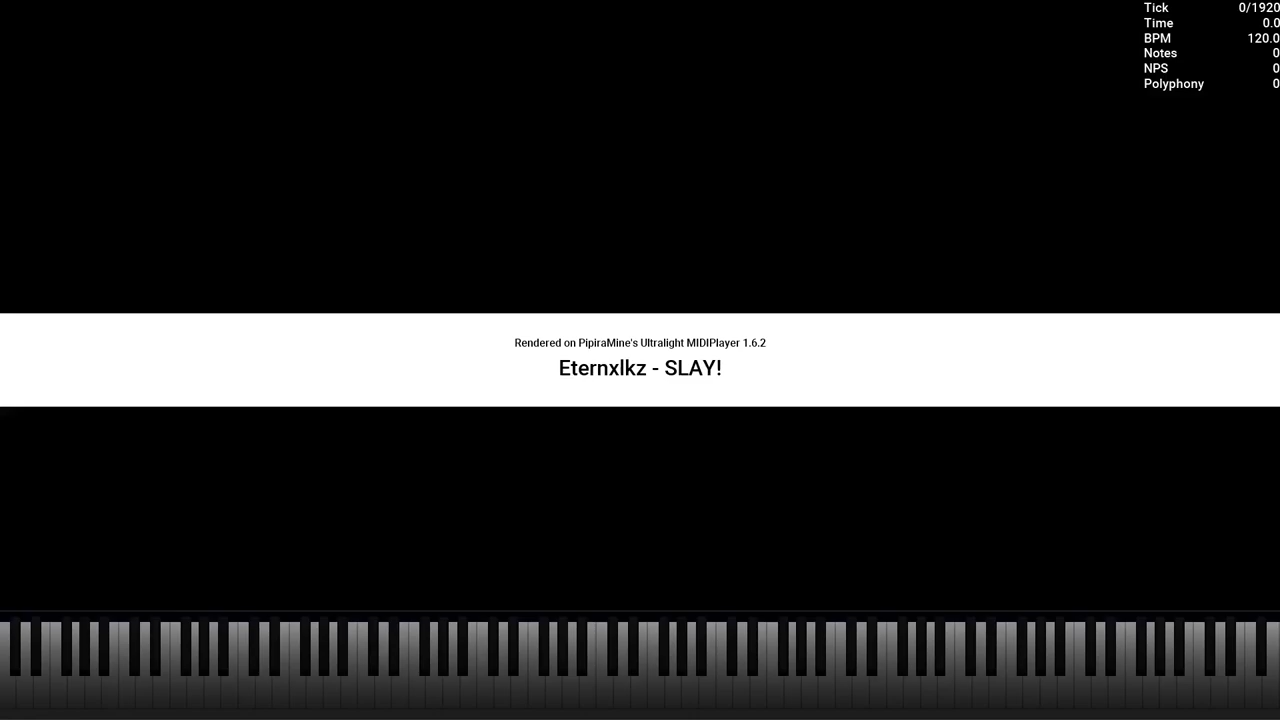 Tick 0/1920
Time 0.0
BPM 120.0
Notes 0
NPS 0
Polyphony 0
Rendered on PipiraMine's Ultralight MIDIPlayer 1.6.2
Eternxlkz - SLAY!